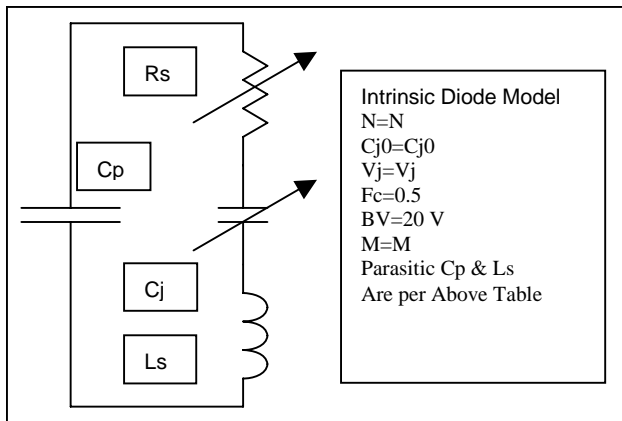 Rs
Cp
Cj
Ls
Intrinsic Diode Model
N=N
Cj0=Cj0
Vj=Vj
Fc=0.5
BV=20 V
M=M
Parasitic Cp & Ls
Are per Above Table